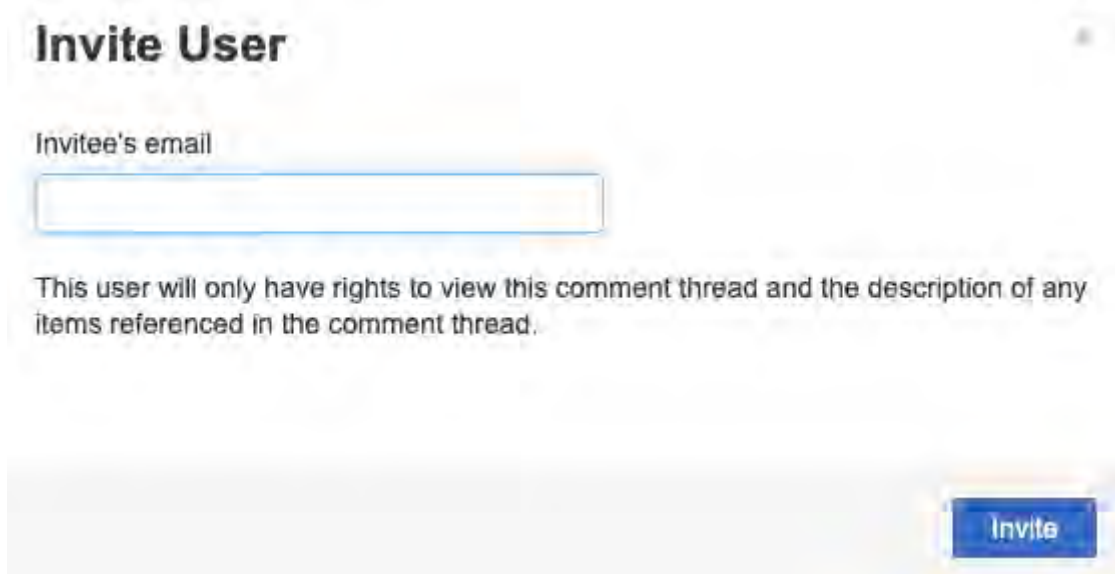 Invite User
Invitee's email
This user will only have rights to view this comment thread and the description of any
items referenced in the comment thread.
Invite